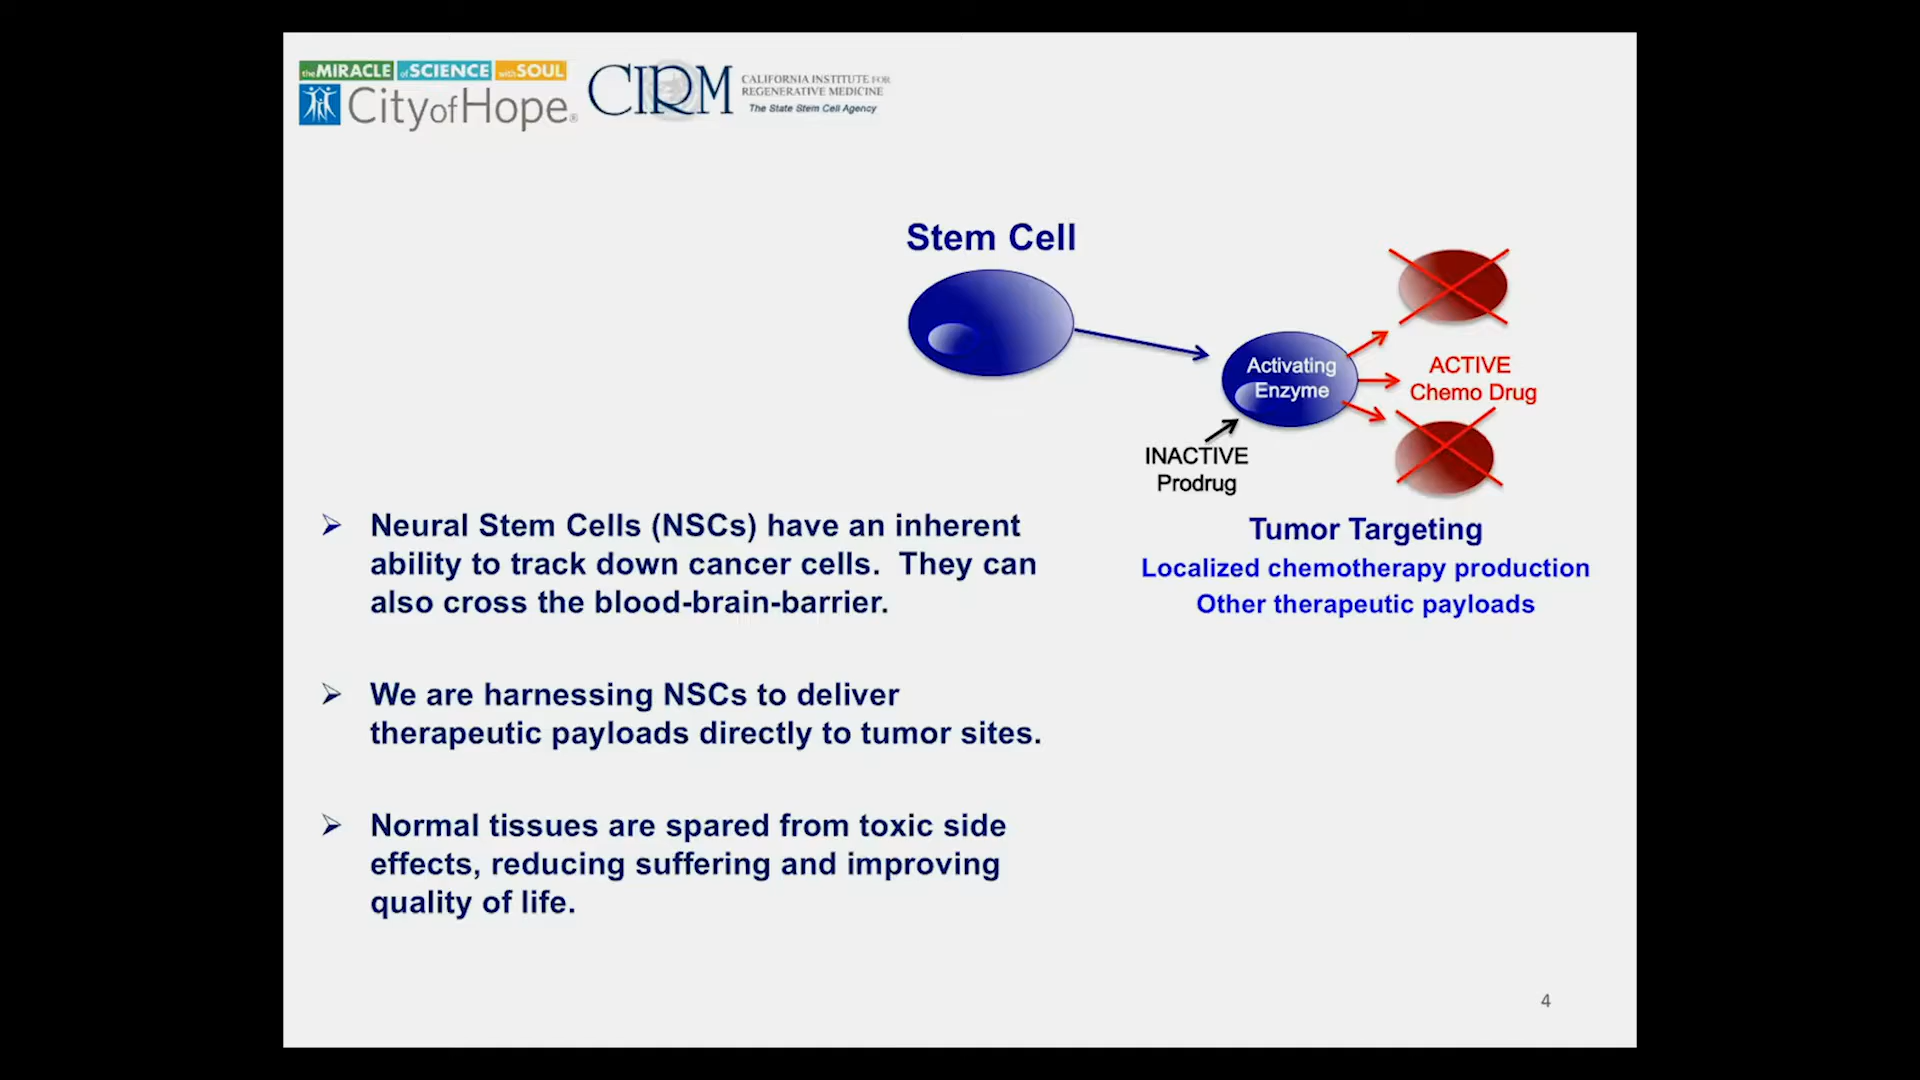 the MIRACLE of SCIENCE with SOUL
City of Hope®
CIRM
CALIFORNIA INSTITUTE FOR
REGENERATIVE MEDICINE
The State Stem Cell Agency
Stem Cell
Activating
Enzyme
ACTIVE
Chemo Drug
INACTIVE
Prodrug
Tumor Targeting
Localized chemotherapy production
Other therapeutic payloads
➢ Neural Stem Cells (NSCs) have an inherent
ability to track down cancer cells. They can
also cross the blood-brain-barrier.
➢ We are harnessing NSCs to deliver
therapeutic payloads directly to tumor sites.
➢ Normal tissues are spared from toxic side
effects, reducing suffering and improving
quality of life.
4